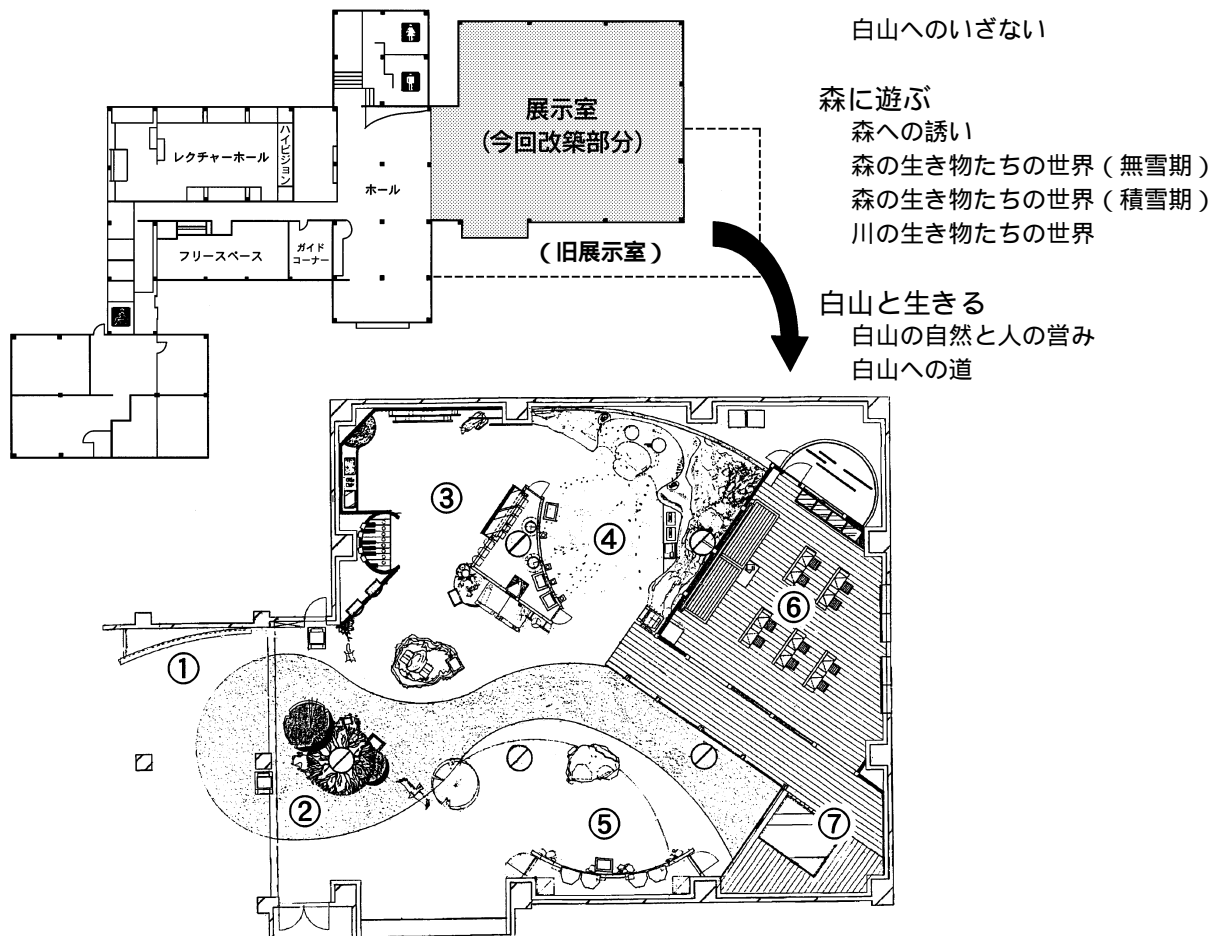 白山へのいざない
森に遊ぶ
森への誘い
森の生き物たちの世界(無雪期)
森の生き物たちの世界(積雪期)
川の生き物たちの世界
白山と生きる
白山の自然と人の営み
白山への道
展示室
(今回改築部分)
ハイビジョン
レクチャーホール
ホール
フリースペース
ガイド
コーナー
(旧展示室)
①
②
③
④
⑤
⑥
⑦